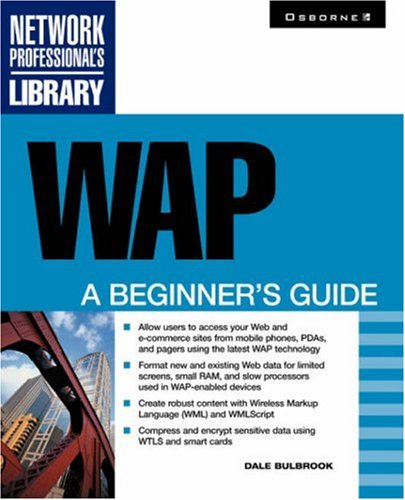 NETWORK
PROFESSIONAL'S
LIBRARY
OSBORNE
WAP
A BEGINNER'S GUIDE
Allow users to access your Web and
e-commerce sites from mobile phones, PDAs,
and pagers using the latest WAP technology
Format new and existing Web data for limited
screens, small RAM, and slow processors
used in WAP-enabled devices
Create robust content with Wireless Markup
Language (WML) and WMLScript
Compress and encrypt sensitive data using
WTLS and smart cards
DALE BULBROOK